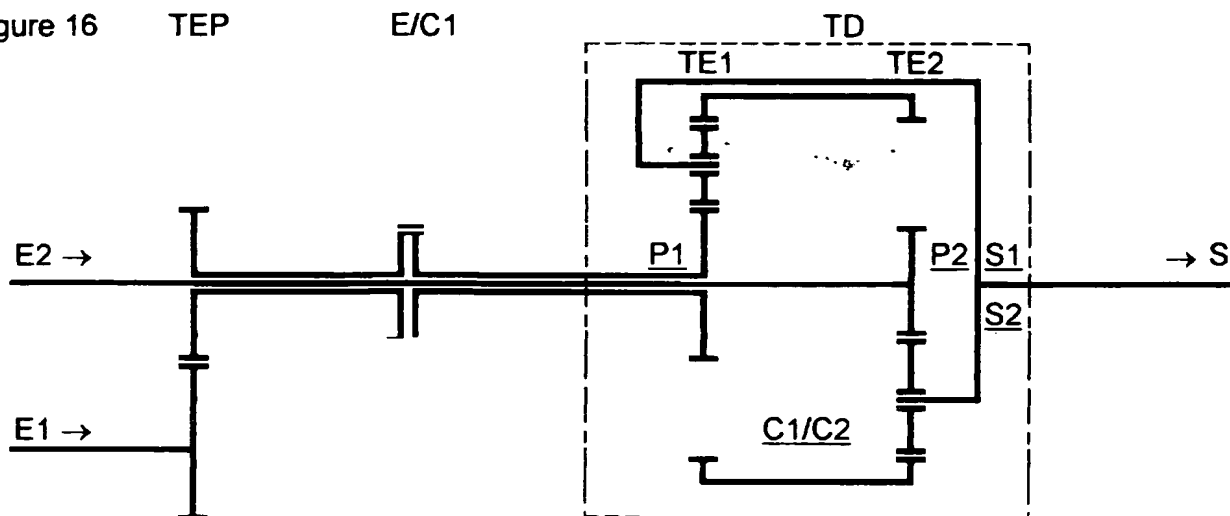 gure 16 TEP E/C1 TD
TE1 TE2
E2 → P1 P2 S1 → S
S2
E1 → C1/C2